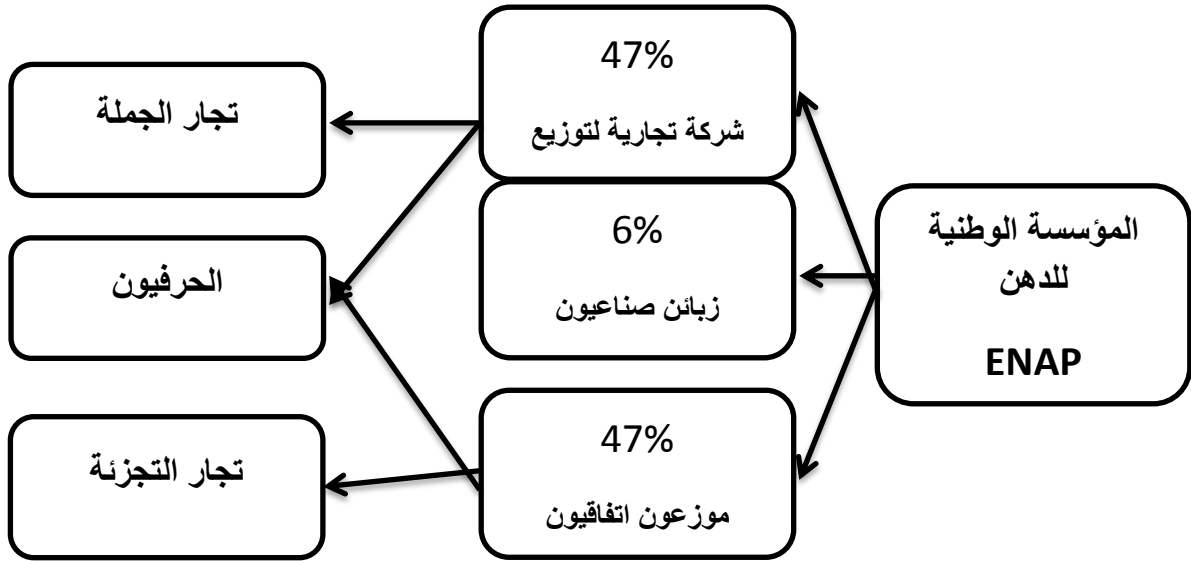 المؤسسة الوطنية
للدهن
ENAP
47%
شركة تجارية لتوزيع
6%
زبائن صناعيون
47%
موزعون اتفاقيون
تجار الجملة
الحرفيون
تجار التجزئة